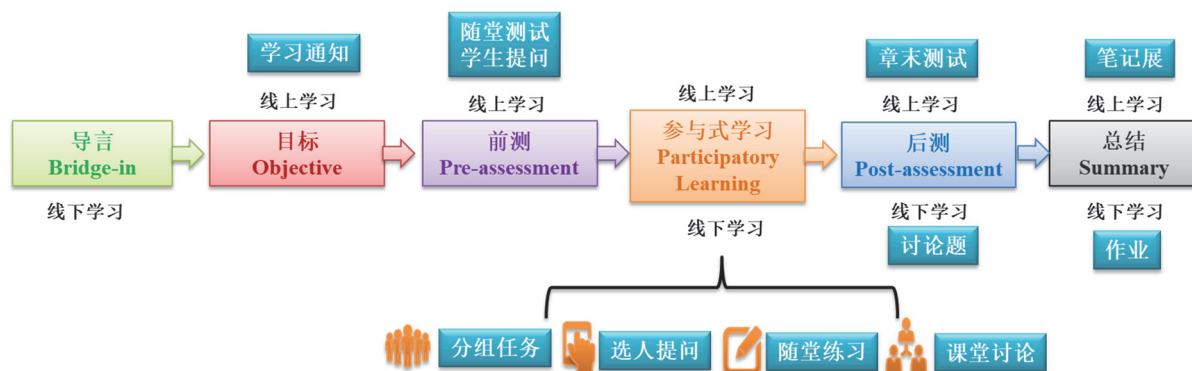 学习通知
随堂测试
学生提问
章末测试
笔记展
线上学习
线上学习
线上学习
线上学习
线上学习
导言
Bridge-in
目标
Objective
前测
Pre-assessment
参与式学习
Participatory
Learning
后测
Post-assessment
总结
Summary
线下学习
线下学习
线下学习
线下学习
讨论题
作业
分组任务
选人提问
随堂练习
课堂讨论